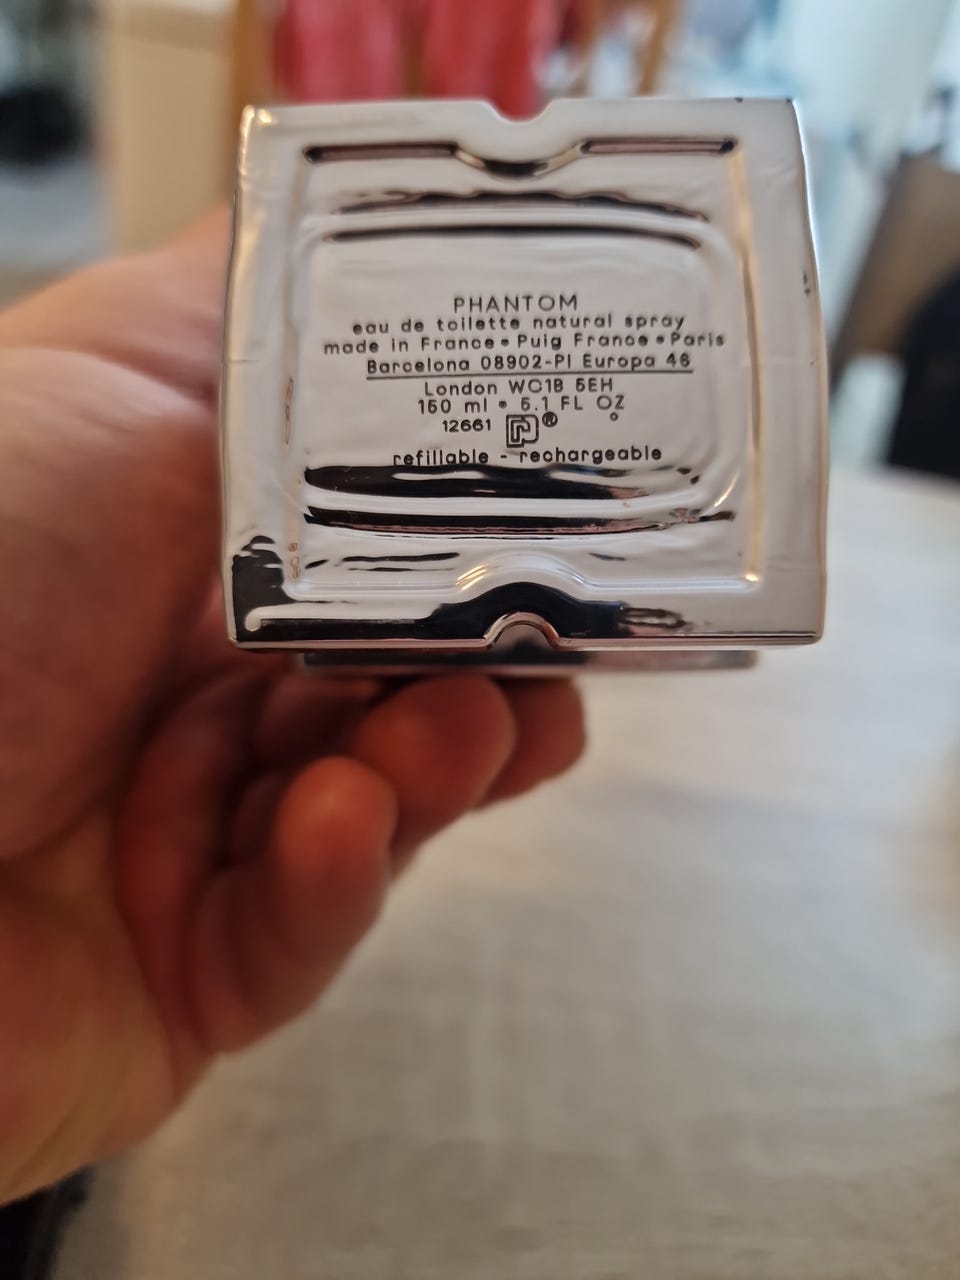 PHANTOM
eau de toilette natural spray
made in France • Puig France • Paris
Barcelona 08902-Pl Europa 46
London WC1B 5EH
150 ml • 5.1 FL OZ
12661 ®
refillable - rechargeable